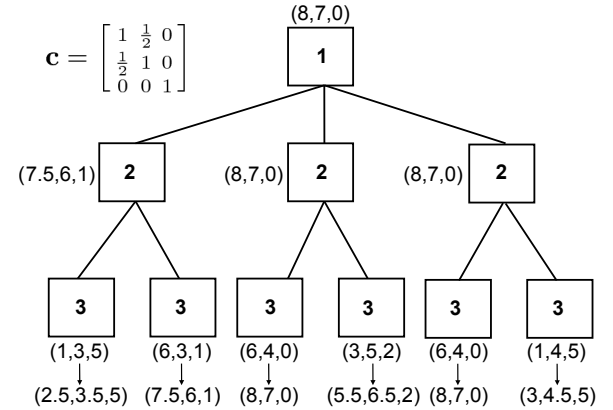 (8,7,0)
c = [ 1 1/2 0
1/2 1 0
0 0 1 ]
1
(7.5,6,1) 2 (8,7,0) 2 (8,7,0) 2
3 3 3 3 3 3
(1,3,5) (6,3,1) (6,4,0) (3,5,2) (6,4,0) (1,4,5)
(2.5,3.5,5) (7.5,6,1) (8,7,0) (5.5,6.5,2) (8,7,0) (3,4.5,5)